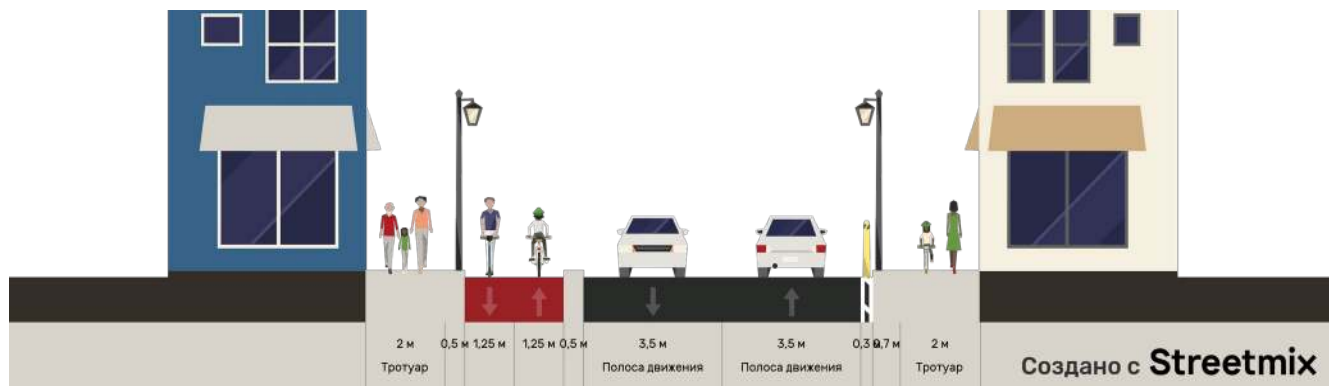 2 м
0,5 м
1,25 м
1,25 м
0,5 м
3,5 м
3,5 м
0,3 м
0,7 м
2 м
Тротуар
Полоса движения
Полоса движения
Тротуар
Создано с Streetmix